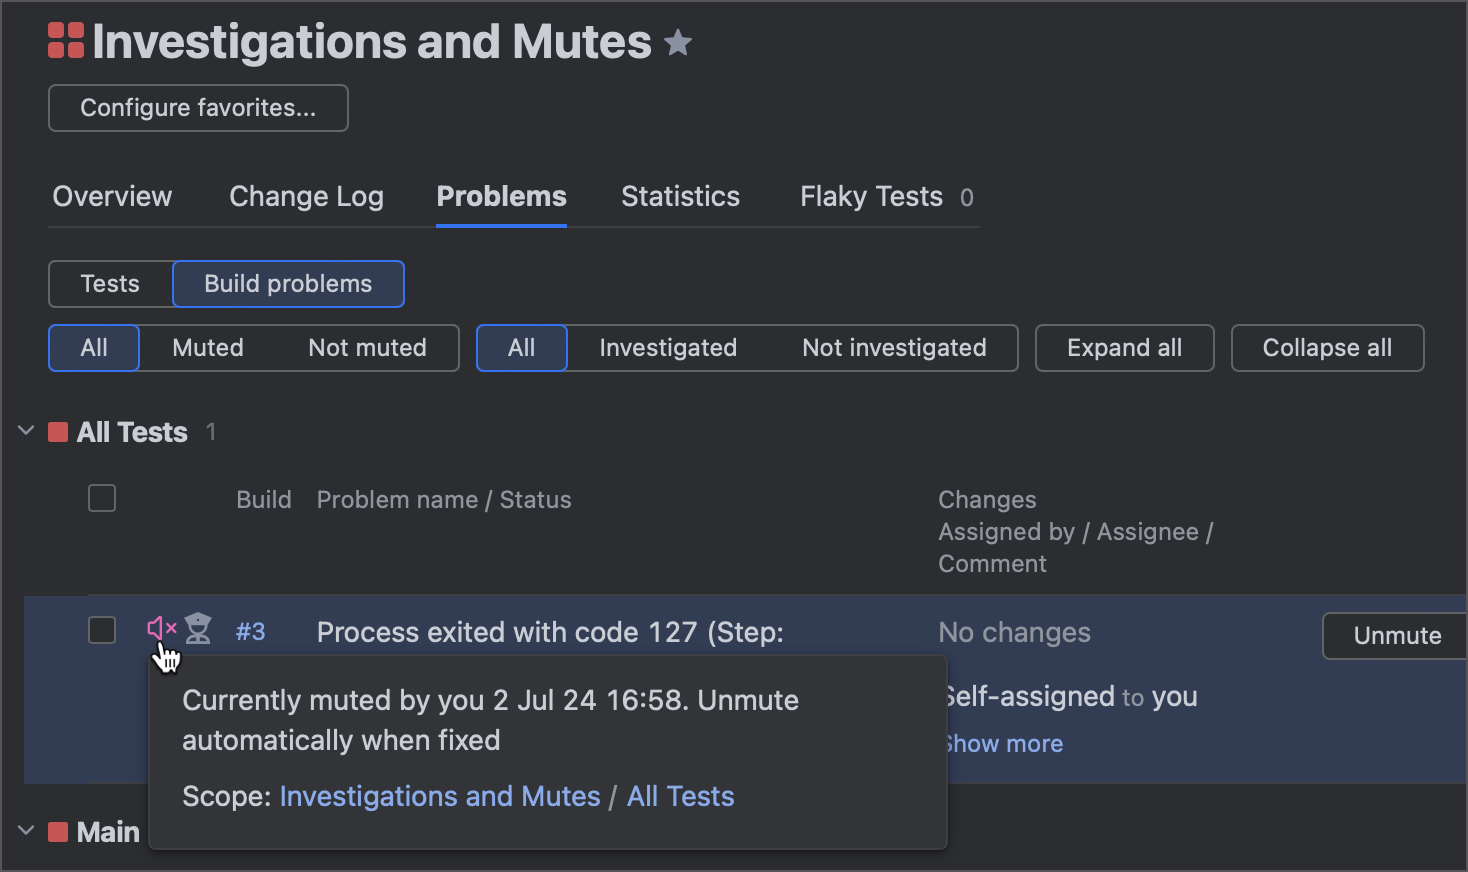 Investigations and Mutes
Configure favorites...
Overview Change Log Problems Statistics Flaky Tests 0
Tests Build problems
All Muted Not muted All Investigated Not investigated Expand all Collapse all
All Tests 1
Build Problem name / Status Changes
Assigned by / Assignee /
Comment
#3 Process exited with code 127 (Step: No changes Unmute
Self-assigned to you
Show more
Currently muted by you 2 Jul 24 16:58. Unmute
automatically when fixed
Scope: Investigations and Mutes / All Tests
Main